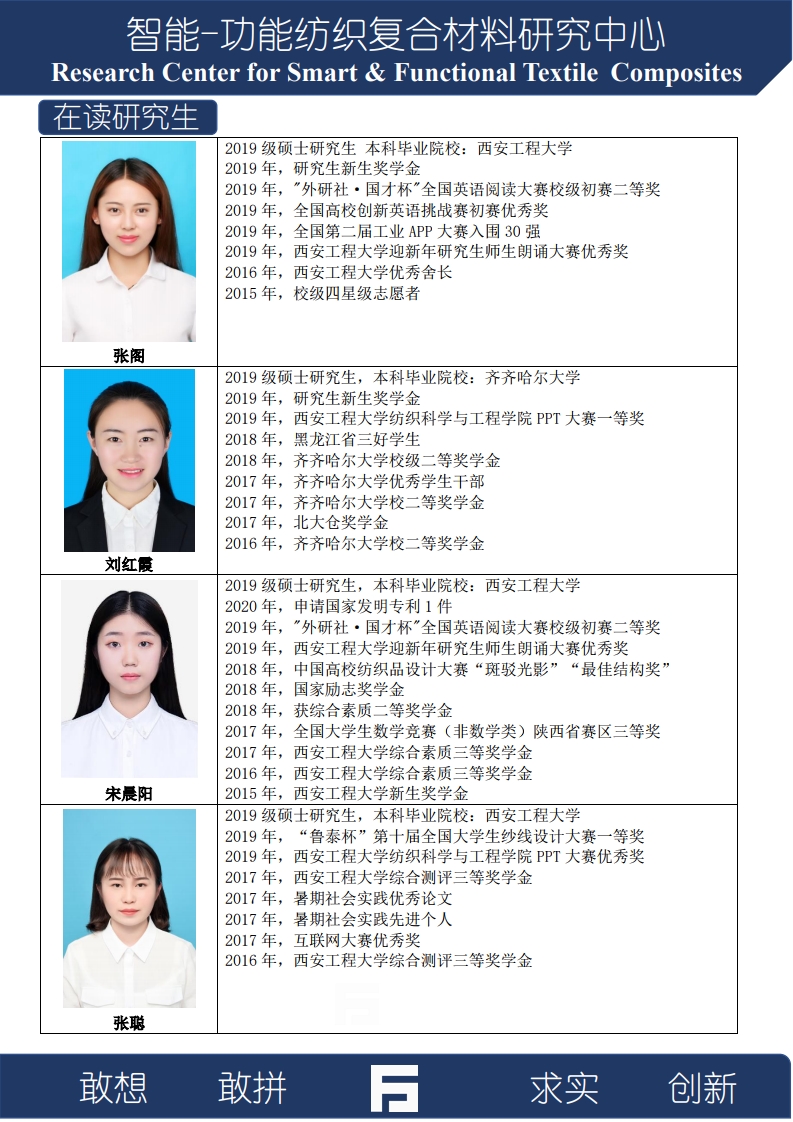 智能-功能纺织复合材料研究中心
Research Center for Smart & Functional Textile Composites
在读研究生
2019 级硕士研究生 本科毕业院校：西安工程大学
2019 年，研究生新生奖学金
2019 年，"外研社·国才杯"全国英语阅读大赛校级初赛二等奖
2019 年，全国高校创新英语挑战赛初赛优秀奖
2019 年，全国第二届工业 APP 大赛入围 30 强
2019 年，西安工程大学迎新年研究生师生朗诵大赛优秀奖
2016 年，西安工程大学优秀舍长
2015 年，校级四星级志愿者
张阁
2019 级硕士研究生，本科毕业院校：齐齐哈尔大学
2019 年，研究生新生奖学金
2019 年，西安工程大学纺织科学与工程学院 PPT 大赛一等奖
2018 年，黑龙江省三好学生
2018 年，齐齐哈尔大学校级二等奖学金
2017 年，齐齐哈尔大学优秀学生干部
2017 年，齐齐哈尔大学校二等奖学金
2017 年，北大仓奖学金
2016 年，齐齐哈尔大学校二等奖学金
刘红霞
2019 级硕士研究生，本科毕业院校：西安工程大学
2020 年，申请国家发明专利 1 件
2019 年，"外研社·国才杯"全国英语阅读大赛校级初赛二等奖
2019 年，西安工程大学迎新年研究生师生朗诵大赛优秀奖
2018 年，中国高校纺织品设计大赛“斑驳光影”“最佳结构奖”
2018 年，国家励志奖学金
2018 年，获综合素质二等奖学金
2017 年，全国大学生数学竞赛（非数学类）陕西省赛区三等奖
2017 年，西安工程大学综合素质三等奖学金
2016 年，西安工程大学综合素质三等奖学金
2015 年，西安工程大学新生奖学金
宋晨阳
2019 级硕士研究生，本科毕业院校：西安工程大学
2019 年，“鲁泰杯”第十届全国大学生纱线设计大赛一等奖
2019 年，西安工程大学纺织科学与工程学院 PPT 大赛优秀奖
2017 年，西安工程大学综合测评三等奖学金
2017 年，暑期社会实践优秀论文
2017 年，暑期社会实践先进个人
2017 年，互联网大赛优秀奖
2016 年，西安工程大学综合测评三等奖学金
张聪
敢想 敢拼 求实 创新